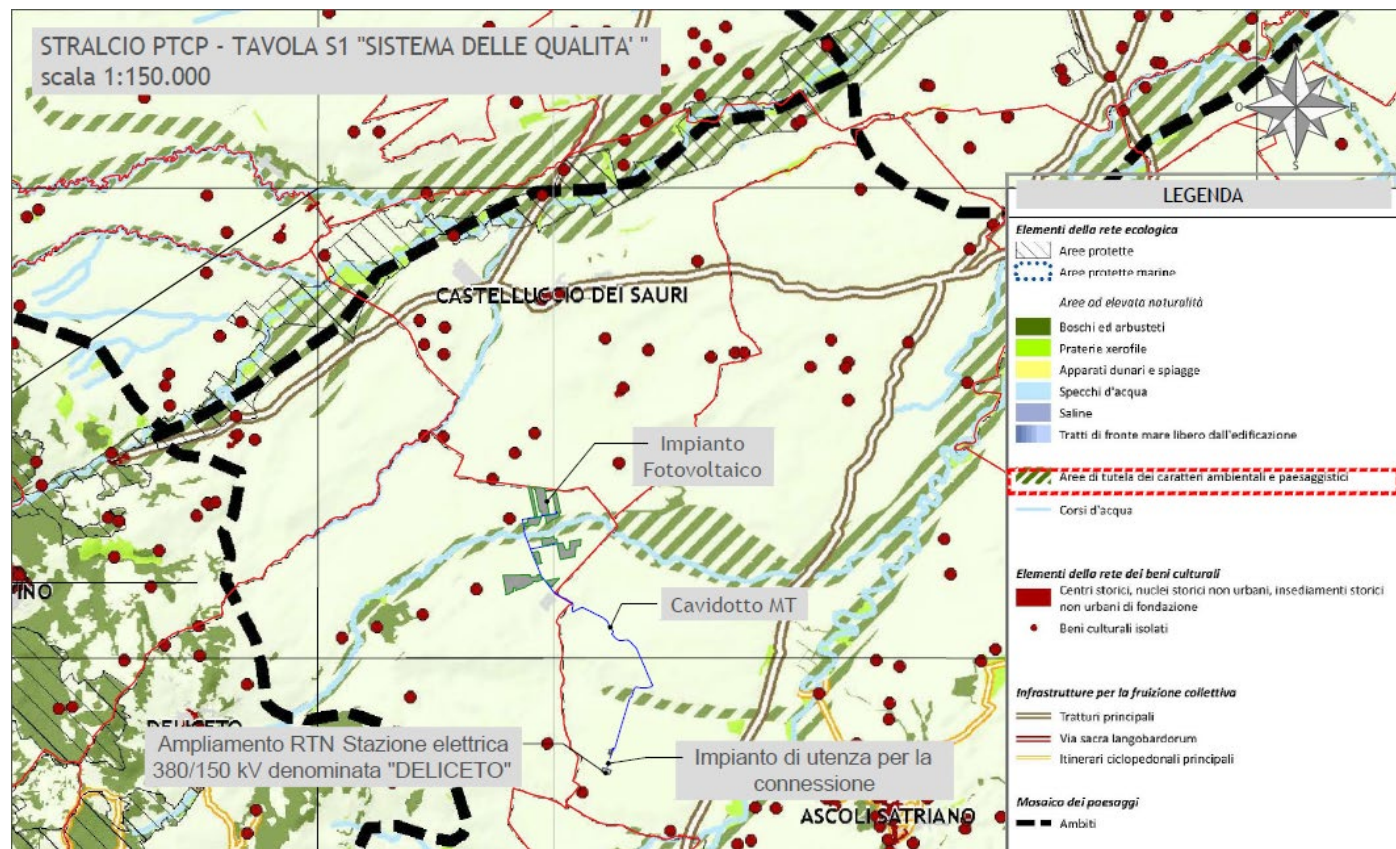 STRALCIO PTCP - TAVOLA S1 "SISTEMA DELLE QUALITA' "
scala 1:150.000
O
E
S
CASTELLUCCIO DEI SAURI
Impianto
Fotovoltaico
Cavidotto MT
TINO
DELICETO
Ampliamento RTN Stazione elettrica
380/150 kV denominata "DELICETO"
Impianto di utenza per la
connessione
ASCOLI SATRIANO
LEGENDA
Elementi della rete ecologica
Aree protette
Aree protette marine
Aree ad elevata naturalità
Boschi ed arbusteti
Praterie xerofile
Apparati dunari e spiagge
Specchi d'acqua
Saline
Tratti di fronte mare libero dall'edificazione
Aree di tutela dei caratteri ambientali e paesaggistici
Corsi d'acqua
Elementi della rete dei beni culturali
Centri storici, nuclei storici non urbani, insediamenti storici
non urbani di fondazione
Beni culturali isolati
Infrastrutture per la fruizione collettiva
Tratturi principali
Via sacra langobardorum
Itinerari ciclopedonali principali
Mosaico dei paesaggi
Ambiti